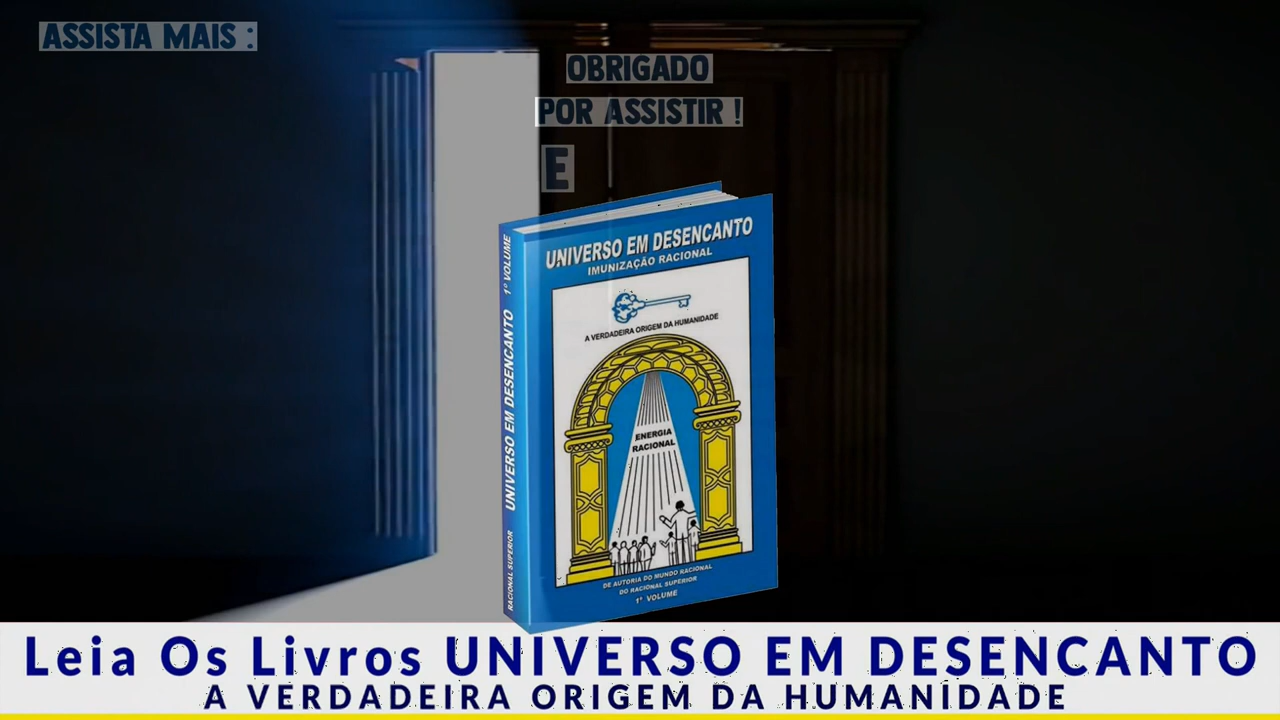 ASSISTA MAIS :
OBRIGADO
POR ASSISTIR !
E
UNIVERSO EM DESENCANTO
IMUNIZAÇÃO RACIONAL
A VERDADEIRA ORIGEM DA HUMANIDADE
ENERGIA
RACIONAL
DE AUTORIA DO MUNDO RACIONAL
DO RACIONAL SUPERIOR
1º VOLUME
RACIONAL SUPERIOR UNIVERSO EM DESENCANTO 1º VOLUME
Leia Os Livros UNIVERSO EM DESENCANTO
A VERDADEIRA ORIGEM DA HUMANIDADE